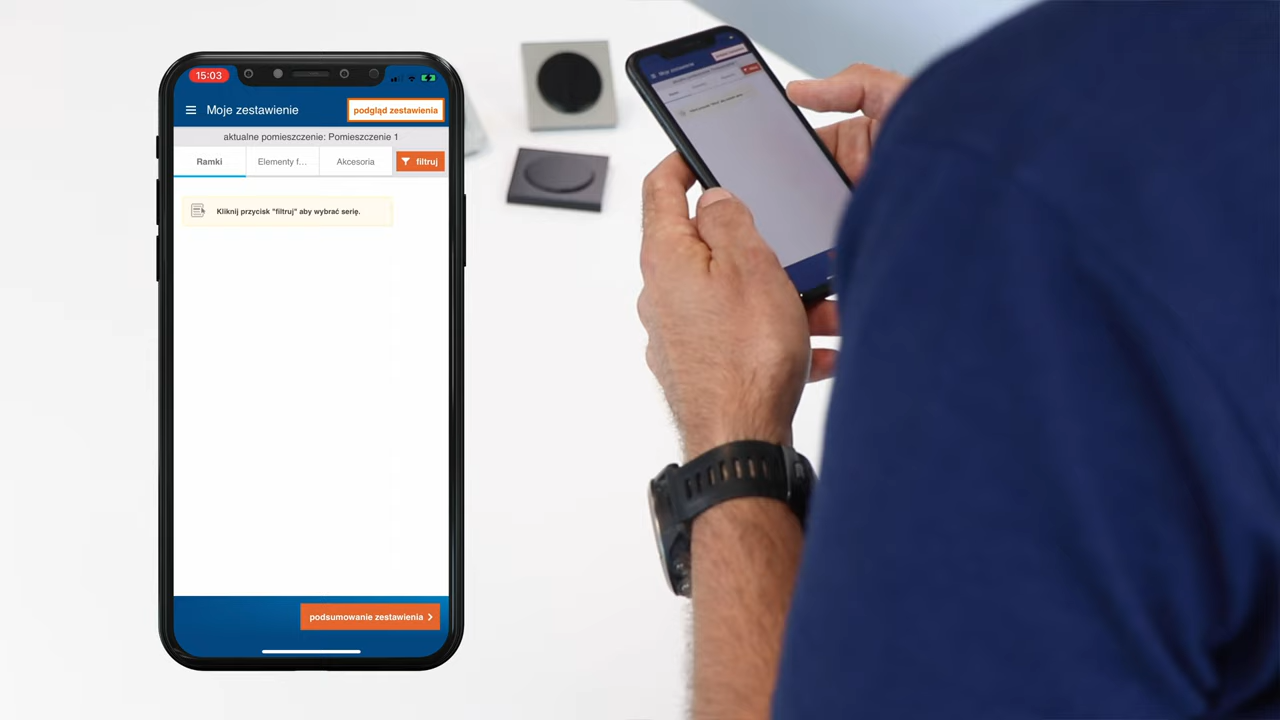 15:03
Moje zestawienie
podgląd zestawienia
aktualne pomieszczenie: Pomieszczenie 1
Ramki
Elementy f...
Akcesoria
filtruj
Kliknij przycisk "filtruj" aby wybrać serię.
podsumowanie zestawienia